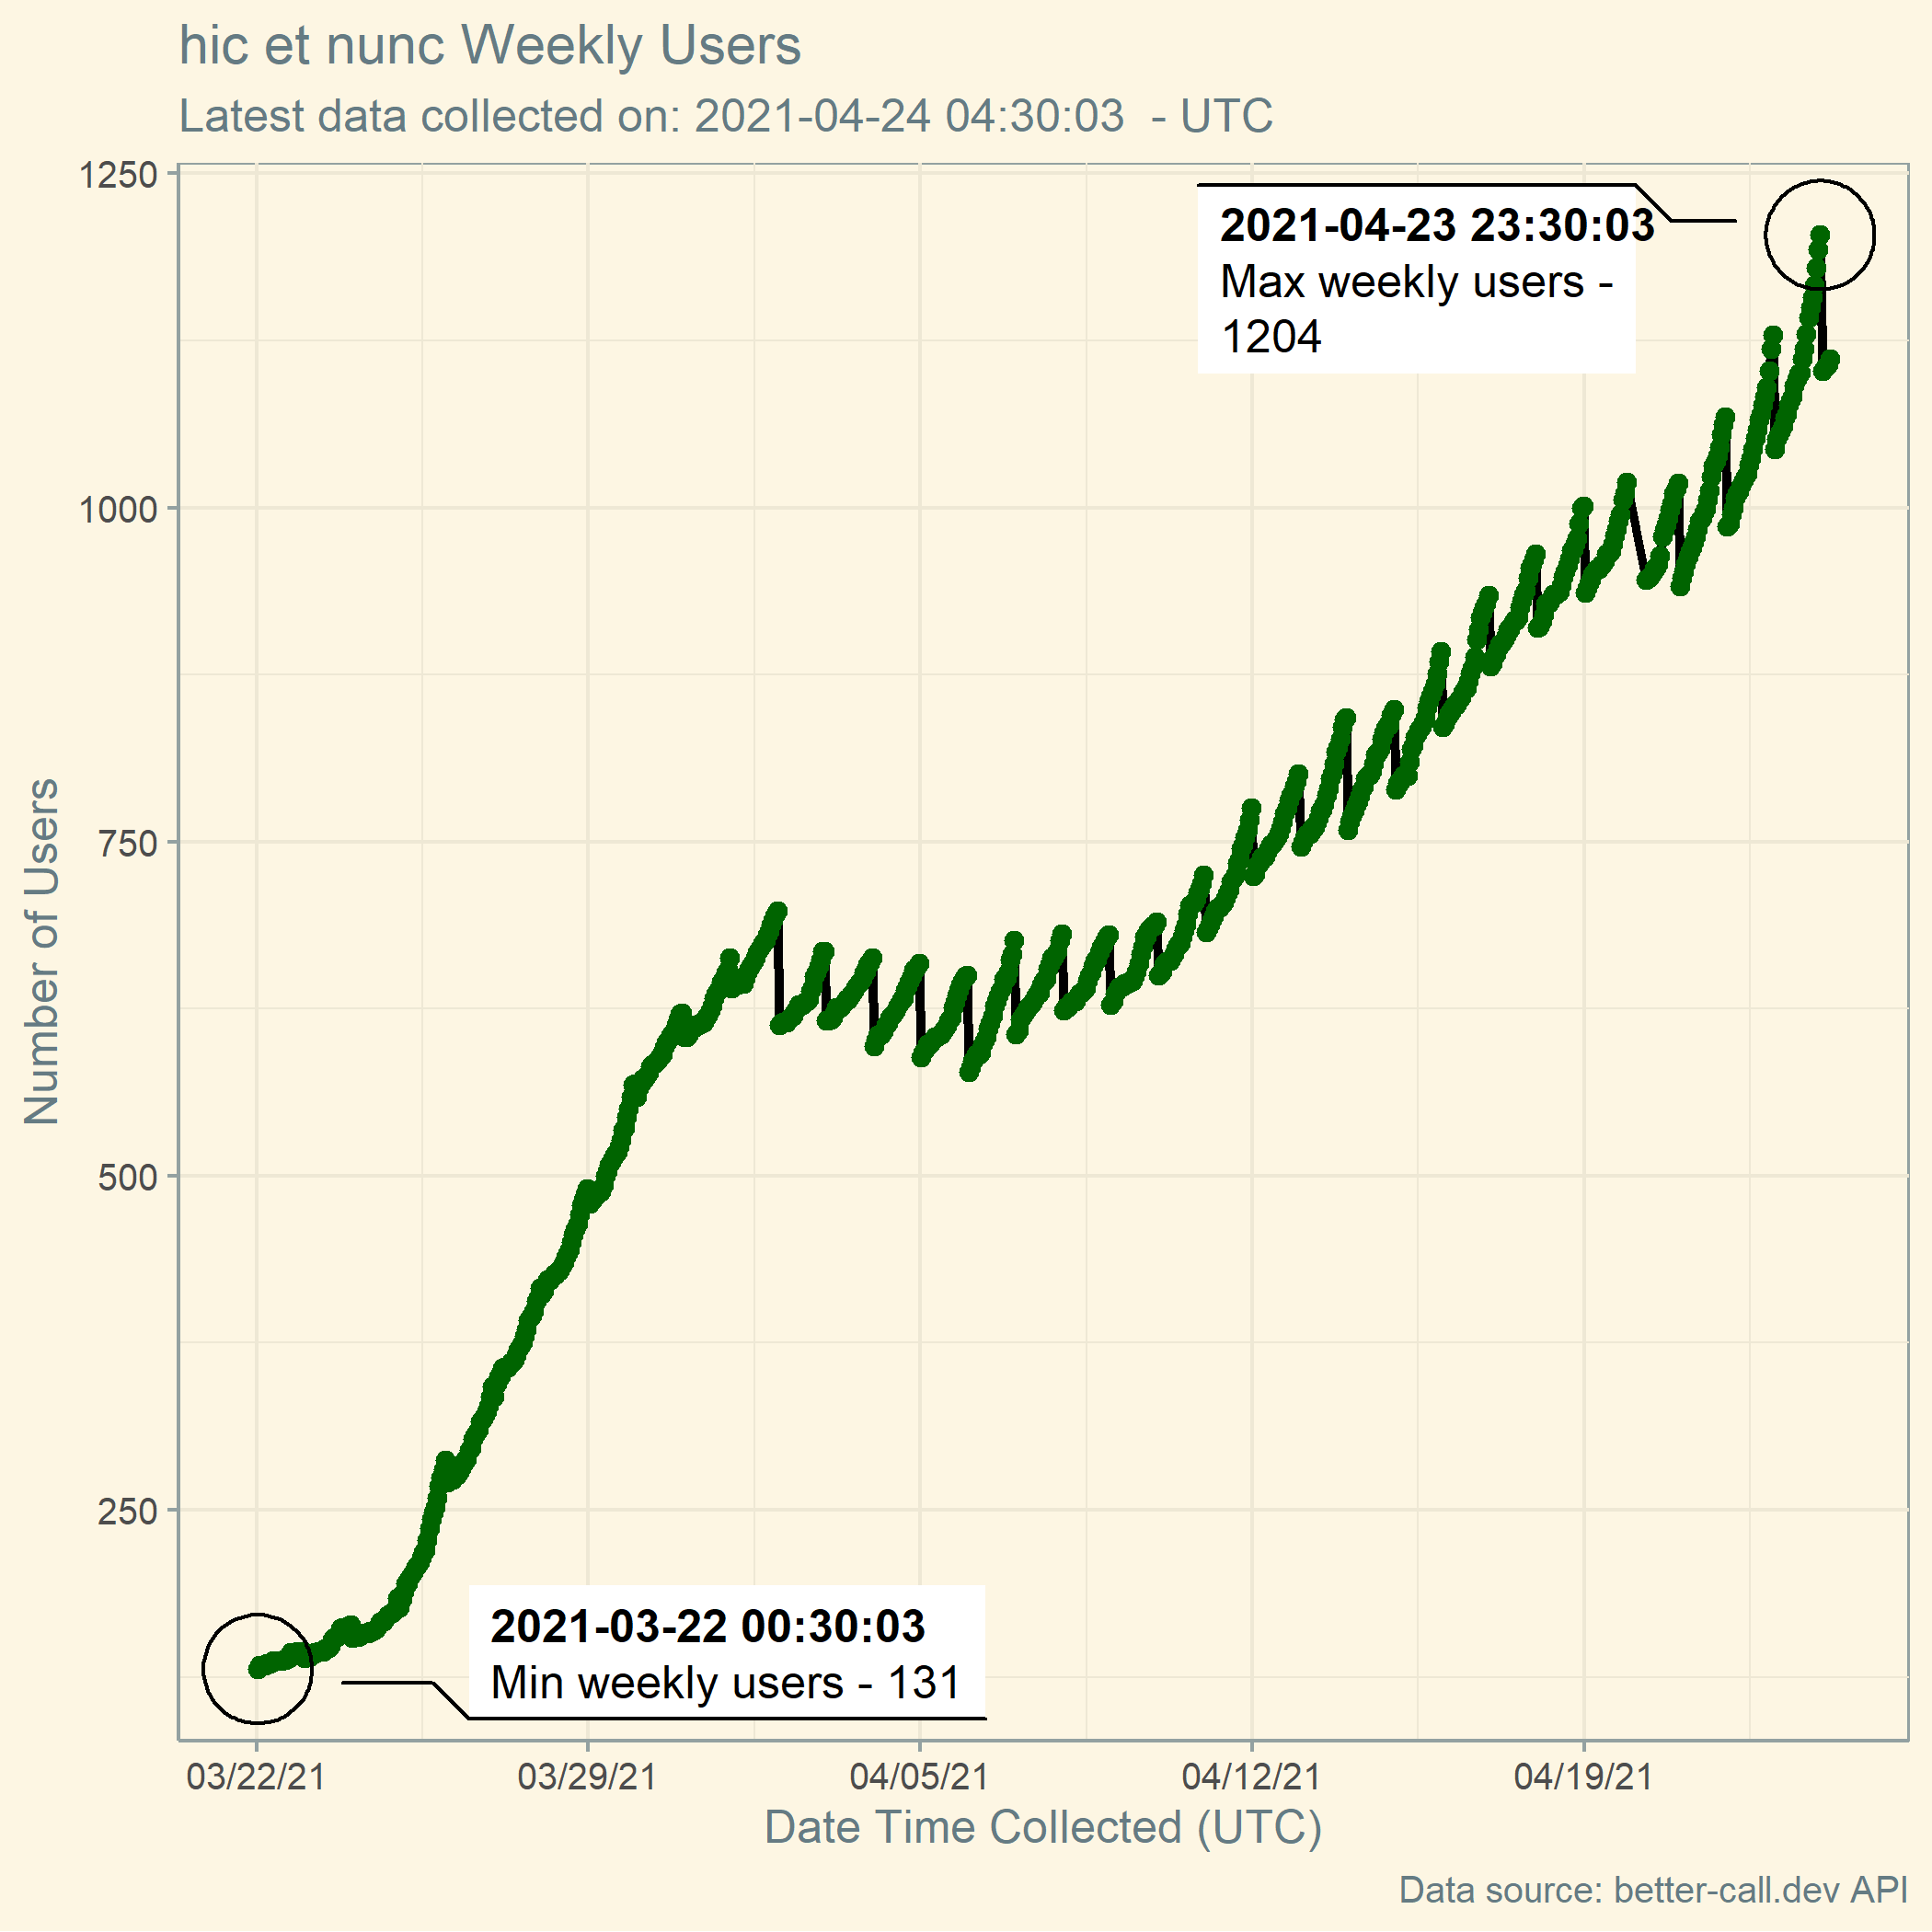 hic et nunc Weekly Users
Latest data collected on: 2021-04-24 04:30:03  - UTC
1250
2021-04-23 23:30:03
Max weekly users -
1204
1000
750
Number of Users
500
250
2021-03-22 00:30:03
Min weekly users - 131
03/22/21 03/29/21 04/05/21 04/12/21 04/19/21
Date Time Collected (UTC)
Data source: better-call.dev API